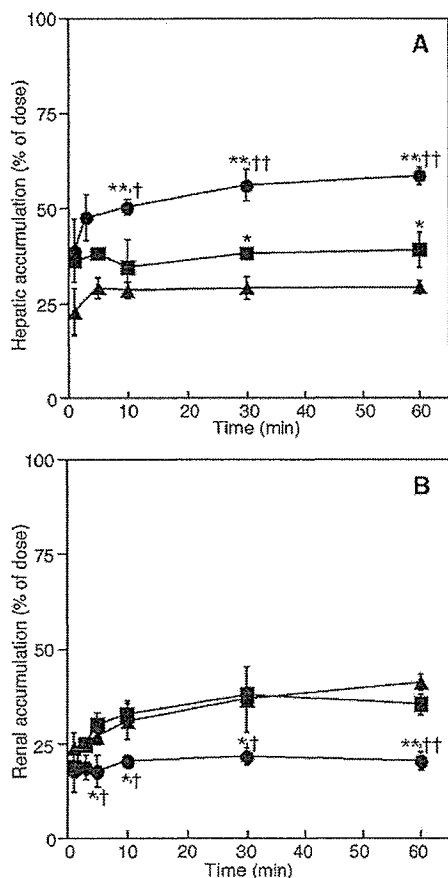 A
Hepatic accumulation (% of dose)
100
75
50
25
0
**,†
**,††
**,††
*
*
0 10 20 30 40 50 60
Time (min)
B
Renal accumulation (% of dose)
100
75
50
25
0
*,†
*,†
*,†
**,††
0 10 20 30 40 50 60
Time (min)